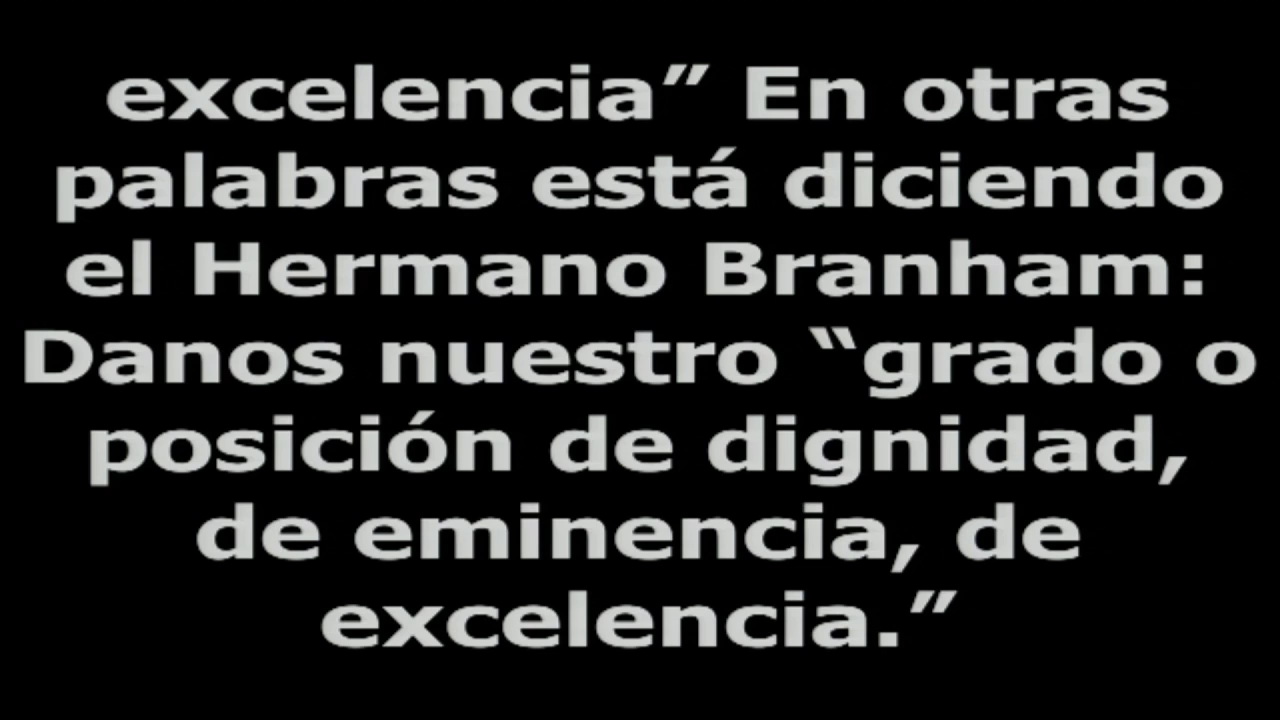 excelencia” En otras
palabras está diciendo
el Hermano Branham:
Danos nuestro “grado o
posición de dignidad,
de eminencia, de
excelencia.”